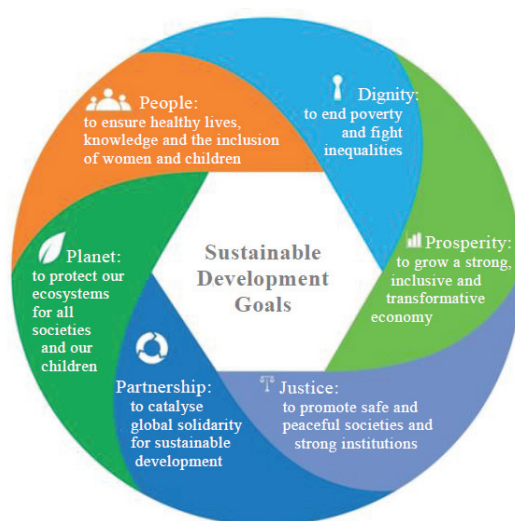 Dignity:
to end poverty
and fight
inequalities
Prosperity:
to grow a strong,
inclusive and
transformative
economy
Justice:
to promote safe and
peaceful societies and
strong institutions
Partnership:
to catalyse
global solidarity
for sustainable
development
Planet:
to protect our
ecosystems
for all
societies
and our
children
People:
to ensure healthy lives,
knowledge and the inclusion
of women and children
Sustainable
Development
Goals